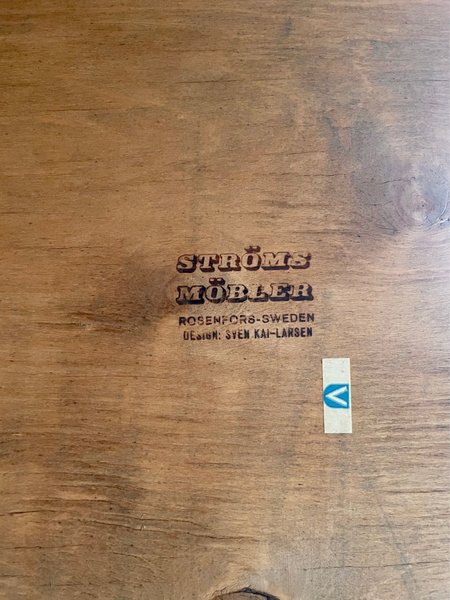 STRÖMS
MÖBLER
ROSENFORS-SWEDEN
DESIGN: SVEN KAI-LARSEN
V